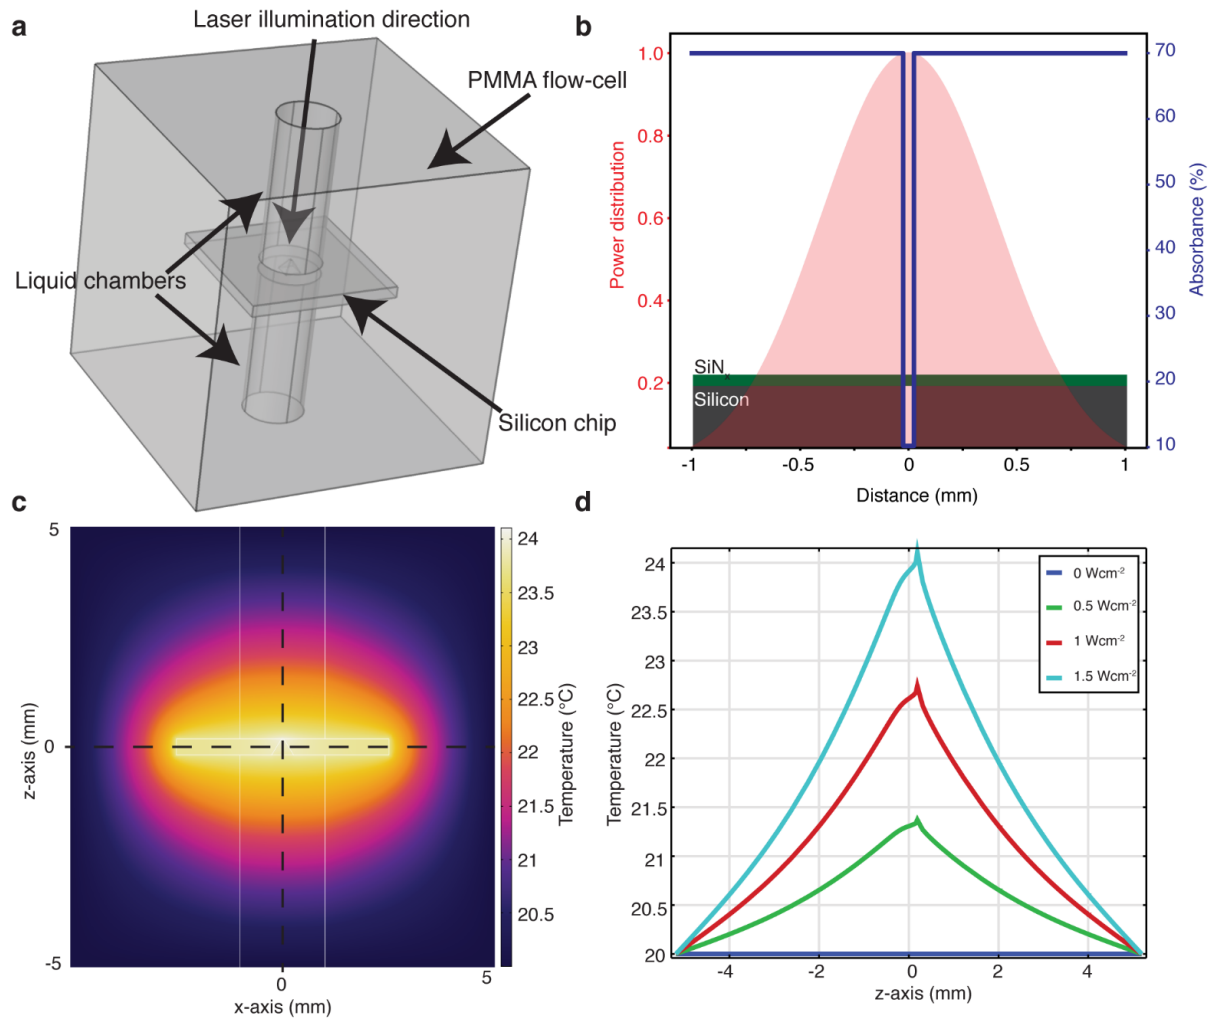 a
Laser illumination direction
PMMA flow-cell
Liquid chambers
Silicon chip
b
1.0
0.8
0.6
0.4
0.2
Power distribution
70
60
50
40
30
20
10
Absorbance (%)
SiNx
Silicon
-1
-0.5
0
0.5
1
Distance (mm)
c
5
0
-5
z-axis (mm)
0
5
x-axis (mm)
24
23.5
23
22.5
22
21.5
21
20.5
Temperature (°C)
d
24
23.5
23
22.5
22
21.5
21
20.5
20
Temperature (°C)
0 Wcm-2
0.5 Wcm-2
1 Wcm-2
1.5 Wcm-2
-4
-2
0
2
4
z-axis (mm)